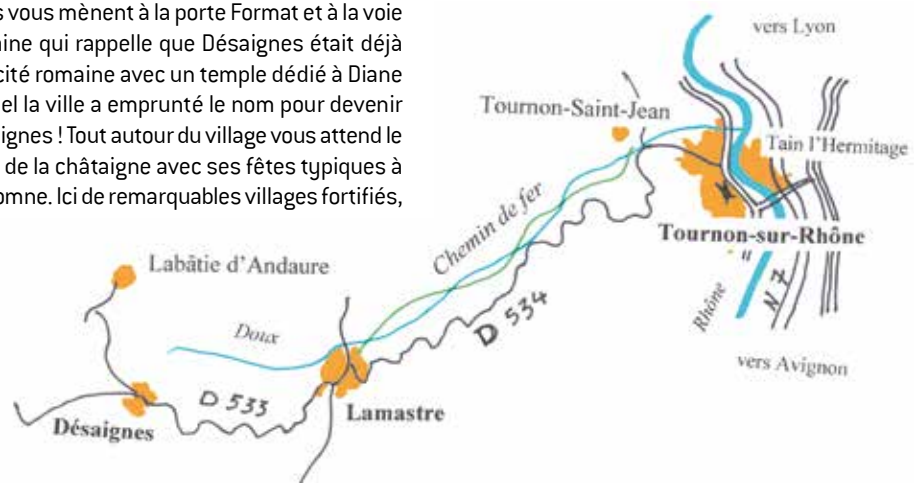 s vous mènent à la porte Format et à la voie
aine qui rappelle que Désaignes était déjà
cité romaine avec un temple dédié à Diane
el la ville a emprunté le nom pour devenir
ignes ! Tout autour du village vous attend le
de la châtaigne avec ses fêtes typiques à
omne. Ici de remarquables villages fortifiés,
vers Lyon
Tournon-Saint-Jean
Tain l'Hermitage
Chemin de fer
Tournon-sur-Rhône
Labâtie d'Andaure
Rhône
N 7
Doux
D 534
vers Avignon
D 533
Lamastre
Désaignes